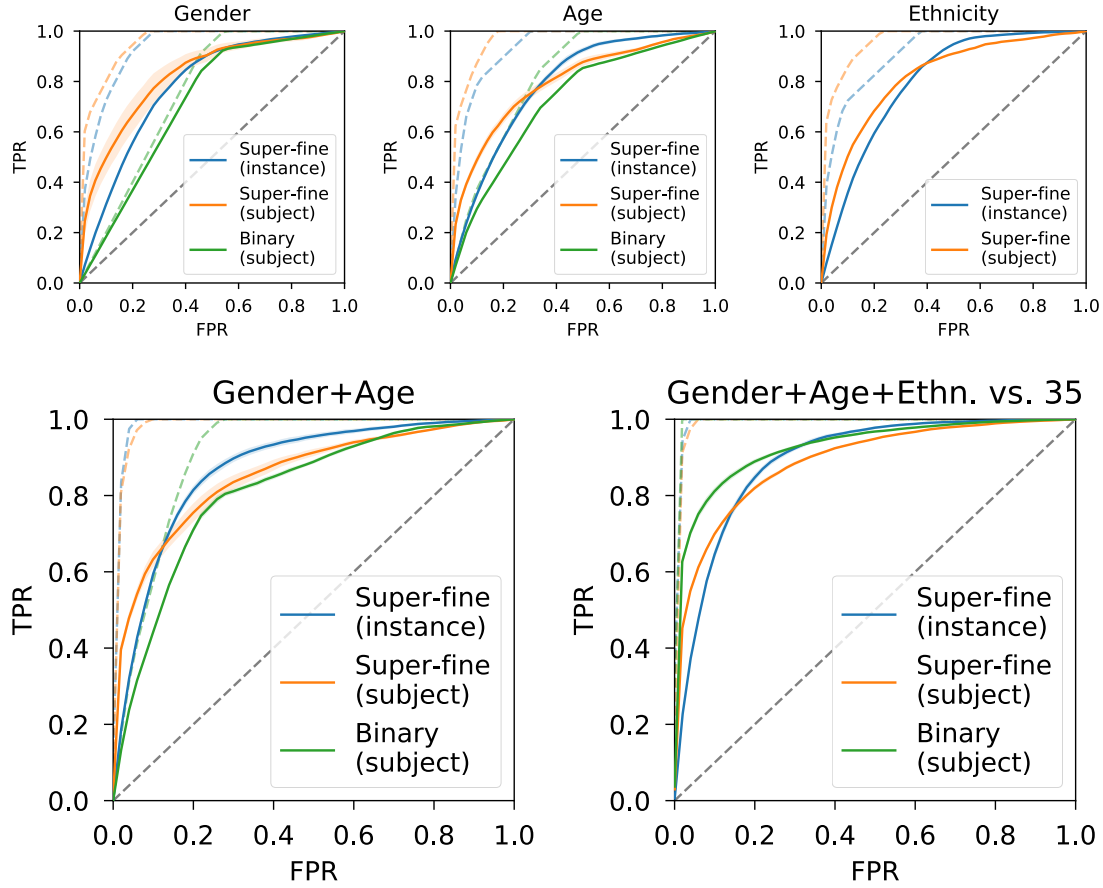 Gender
1.0
0.8
0.6
0.4
0.2
0.0
TPR
Super-fine
(instance)
Super-fine
(subject)
Binary
(subject)
0.0 0.2 0.4 0.6 0.8 1.0
FPR
Age
1.0
0.8
0.6
0.4
0.2
0.0
TPR
Super-fine
(instance)
Super-fine
(subject)
Binary
(subject)
0.0 0.2 0.4 0.6 0.8 1.0
FPR
Ethnicity
1.0
0.8
0.6
0.4
0.2
0.0
TPR
Super-fine
(instance)
Super-fine
(subject)
0.0 0.2 0.4 0.6 0.8 1.0
FPR
Gender+Age
1.0
0.8
0.6
0.4
0.2
0.0
TPR
Super-fine
(instance)
Super-fine
(subject)
Binary
(subject)
0.0 0.2 0.4 0.6 0.8 1.0
FPR
Gender+Age+Ethn. vs. 35
1.0
0.8
0.6
0.4
0.2
0.0
TPR
Super-fine
(instance)
Super-fine
(subject)
Binary
(subject)
0.0 0.2 0.4 0.6 0.8 1.0
FPR